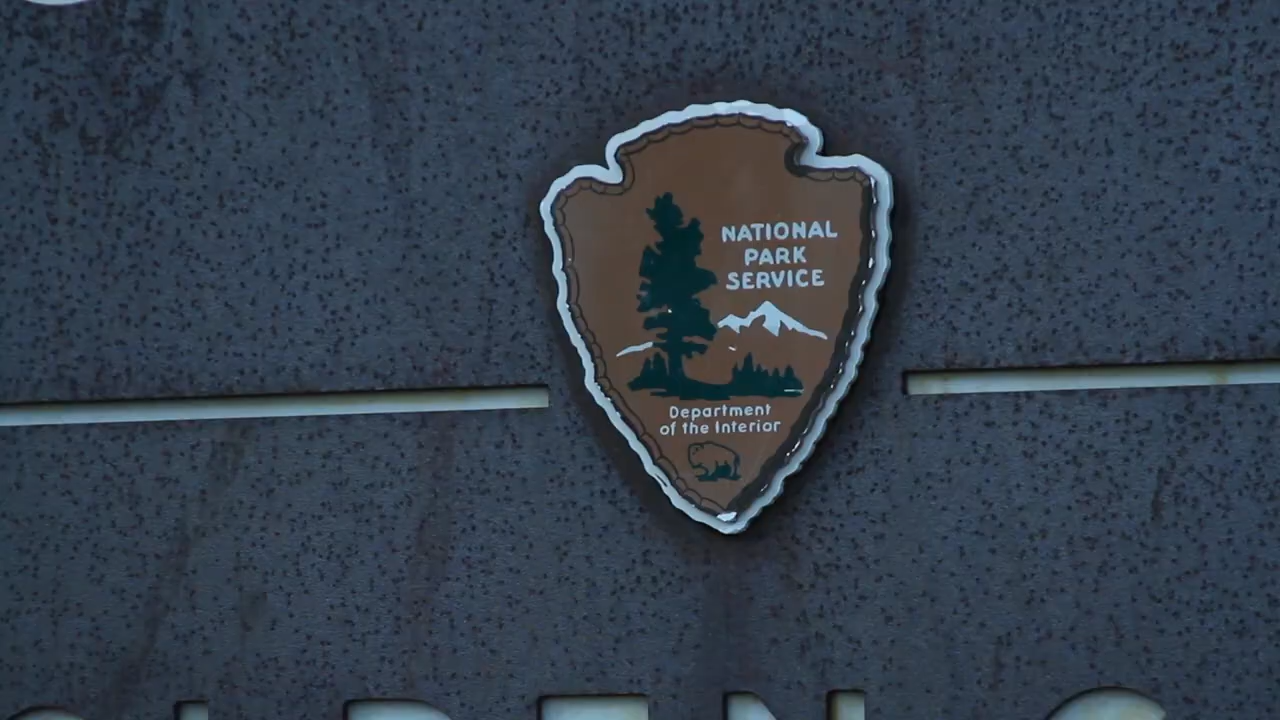 NATIONAL
PARK
SERVICE
Department
of the Interior